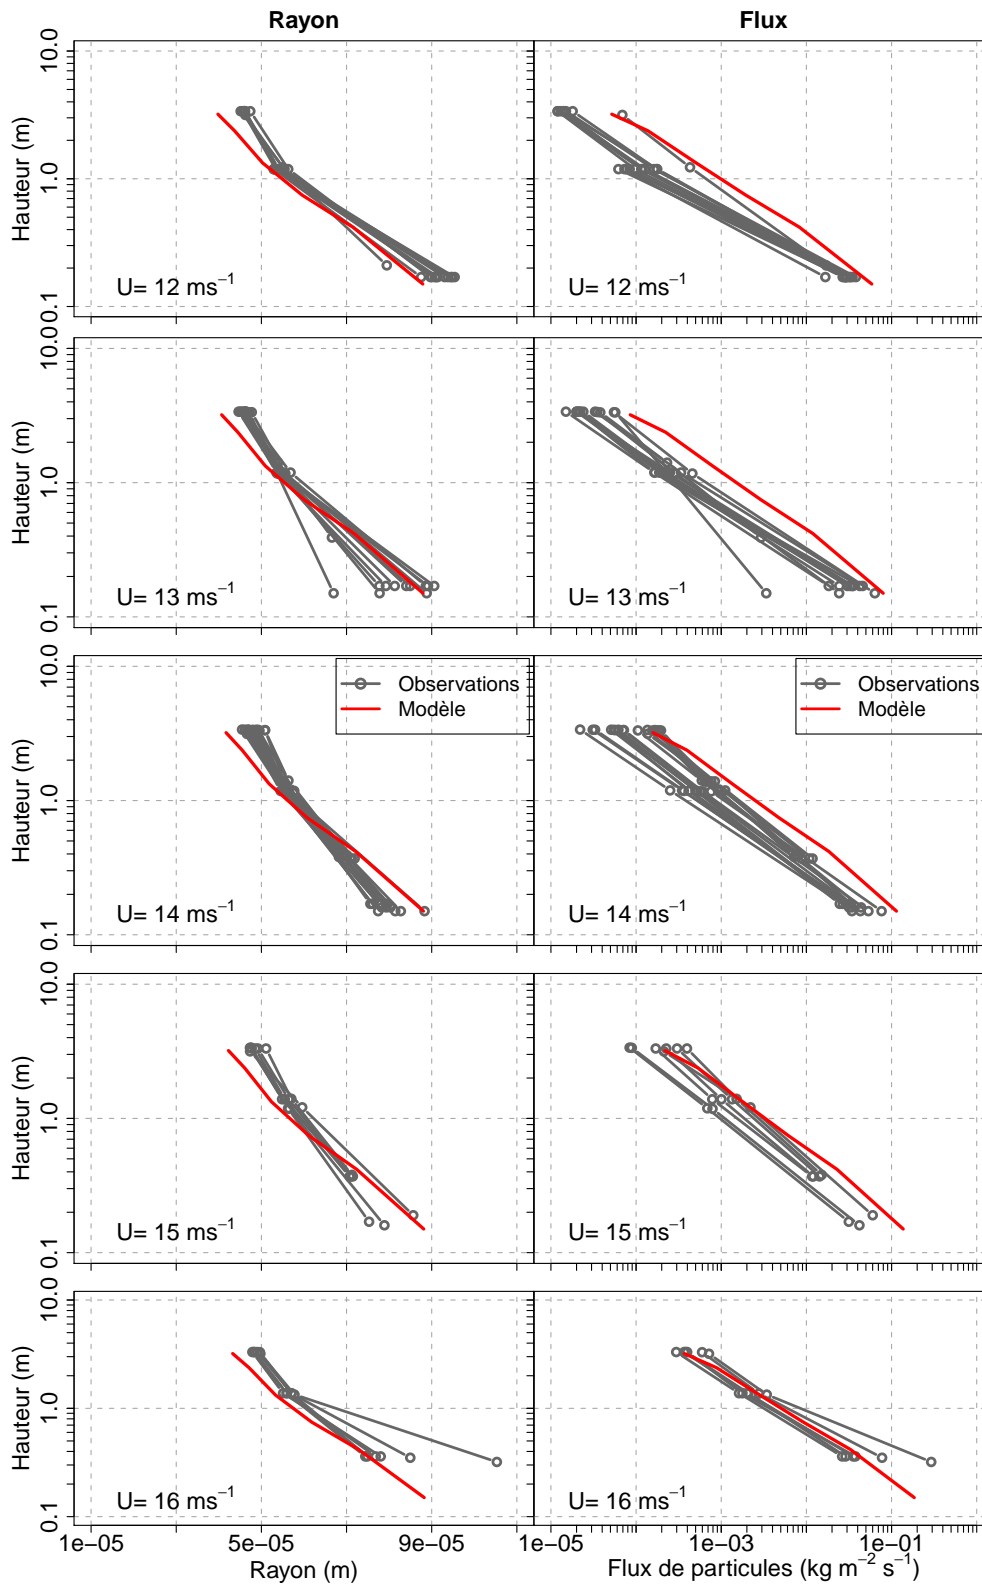 Rayon
Flux
Hauteur (m)
10.0
1.0
0.1
U= 12 ms⁻¹
U= 12 ms⁻¹
Hauteur (m)
10.0
1.0
0.1
U= 13 ms⁻¹
U= 13 ms⁻¹
Hauteur (m)
10.0
1.0
0.1
Observations
Modèle
Observations
Modèle
U= 14 ms⁻¹
U= 14 ms⁻¹
Hauteur (m)
10.0
1.0
0.1
U= 15 ms⁻¹
U= 15 ms⁻¹
Hauteur (m)
10.0
1.0
0.1
U= 16 ms⁻¹
U= 16 ms⁻¹
1e−05 5e−05 9e−05
1e−05 1e−03 1e−01
Rayon (m)
Flux de particules (kg m⁻² s⁻¹)